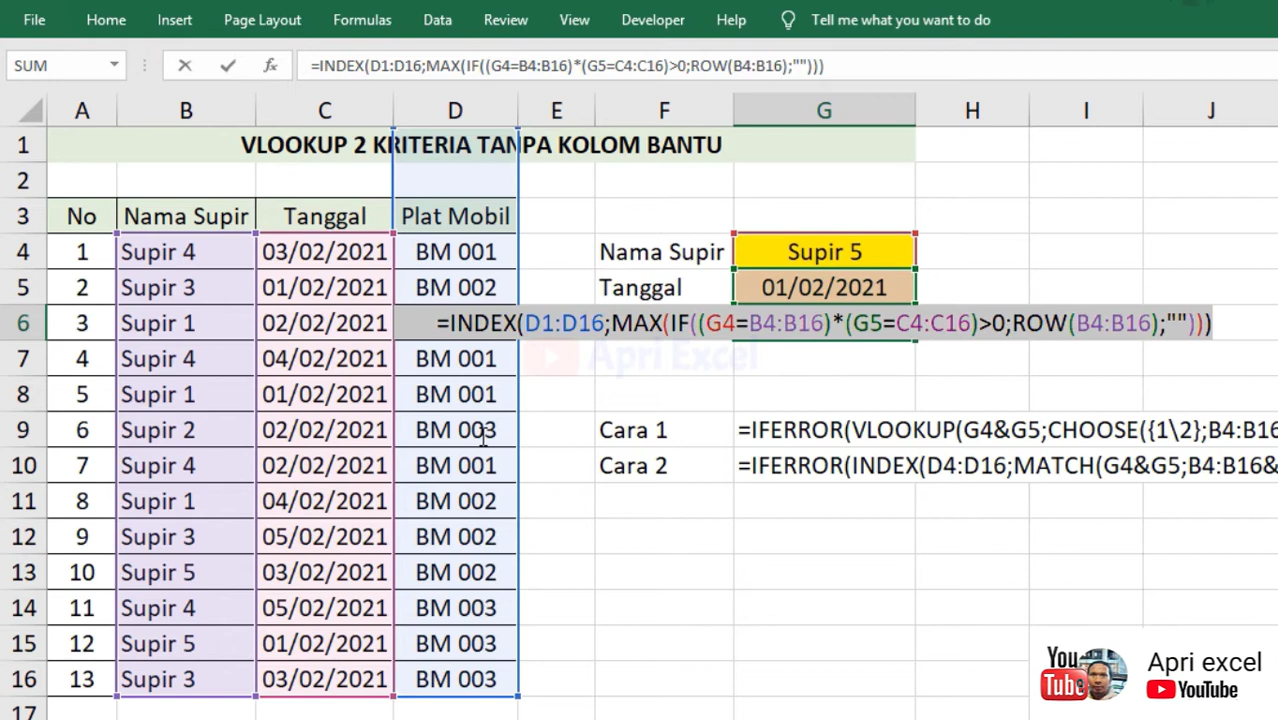 File Home Insert Page Layout Formulas Data Review View Developer Help Tell me what you want to do
SUM =INDEX(D1:D16;MAX(IF((G4=B4:B16)*(G5=C4:C16)>0;ROW(B4:B16);"")))
A B C D E F G H I J
1 VLOOKUP 2 KRITERIA TANPA KOLOM BANTU
2
3 No Nama Supir Tanggal Plat Mobil
4 1 Supir 4 03/02/2021 BM 001 Nama Supir Supir 5
5 2 Supir 3 01/02/2021 BM 002 Tanggal 01/02/2021
6 3 Supir 1 02/02/2021 =INDEX(D1:D16;MAX(IF((G4=B4:B16)*(G5=C4:C16)>0;ROW(B4:B16);"")))
7 4 Supir 4 04/02/2021 BM 001 Apri Excel
8 5 Supir 1 01/02/2021 BM 001
9 6 Supir 2 02/02/2021 BM 003 Cara 1 =IFERROR(VLOOKUP(G4&G5;CHOOSE({1\2};B4:B16
10 7 Supir 4 02/02/2021 BM 001 Cara 2 =IFERROR(INDEX(D4:D16;MATCH(G4&G5;B4:B16&
11 8 Supir 1 04/02/2021 BM 002
12 9 Supir 3 05/02/2021 BM 002
13 10 Supir 5 03/02/2021 BM 002
14 11 Supir 4 05/02/2021 BM 003
15 12 Supir 5 01/02/2021 BM 003
16 13 Supir 3 03/02/2021 BM 003
17
You Tube Apri excel
YouTube